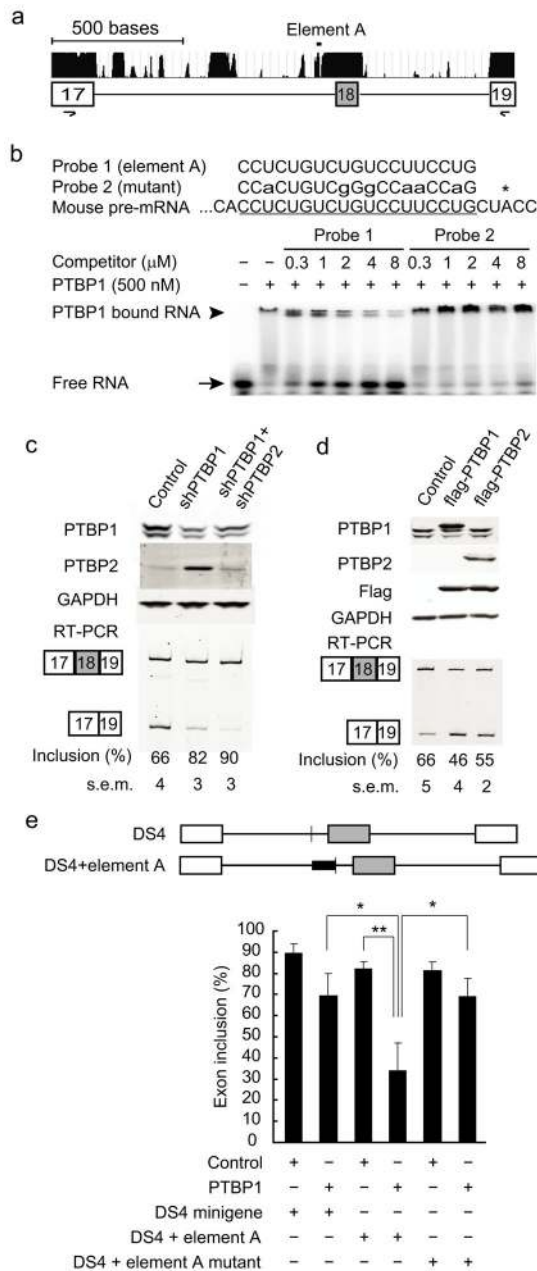 a
500 bases
Element A
17
18
19
b
Probe 1 (element A) CCUCUGUCUGUCCUUCCUG
Probe 2 (mutant) CCaCUGUCgGgCCaaCCaG *
Mouse pre-mRNA ...CACCUCUGUCUGUCCUUCCUGCUACC
Probe 1 Probe 2
Competitor (μM) – – 0.3 1 2 4 8 0.3 1 2 4 8
PTBP1 (500 nM) – + + + + + + + + + + +
PTBP1 bound RNA
Free RNA
c
Control
shPTBP1
shPTBP1+
shPTBP2
PTBP1
PTBP2
GAPDH
RT-PCR
17 18 19
17 19
Inclusion (%) 66 82 90
s.e.m. 4 3 3
d
Control
flag-PTBP1
flag-PTBP2
PTBP1
PTBP2
Flag
GAPDH
RT-PCR
17 18 19
17 19
Inclusion (%) 66 46 55
s.e.m. 5 4 2
e
DS4
DS4+element A
* ** *
Exon inclusion (%)
100
90
80
70
60
50
40
30
20
10
0
Control + – + – + –
PTBP1 – + – + – +
DS4 minigene + + – – – –
DS4 + element A – – + + – –
DS4 + element A mutant – – – – + +